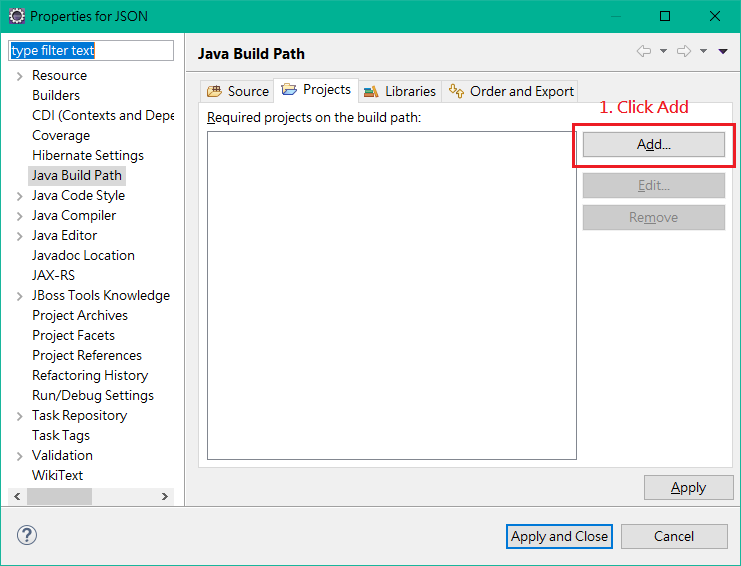 Properties for JSON
type filter text
Resource
Builders
CDI (Contexts and Depe
Coverage
Hibernate Settings
Java Build Path
Java Code Style
Java Compiler
Java Editor
Javadoc Location
JAX-RS
JBoss Tools Knowledge
Project Archives
Project Facets
Project References
Refactoring History
Run/Debug Settings
Task Repository
Task Tags
Validation
WikiText
Java Build Path
Source Projects Libraries Order and Export
1. Click Add
Required projects on the build path:
Add...
Edit...
Remove
Apply
?
Apply and Close Cancel